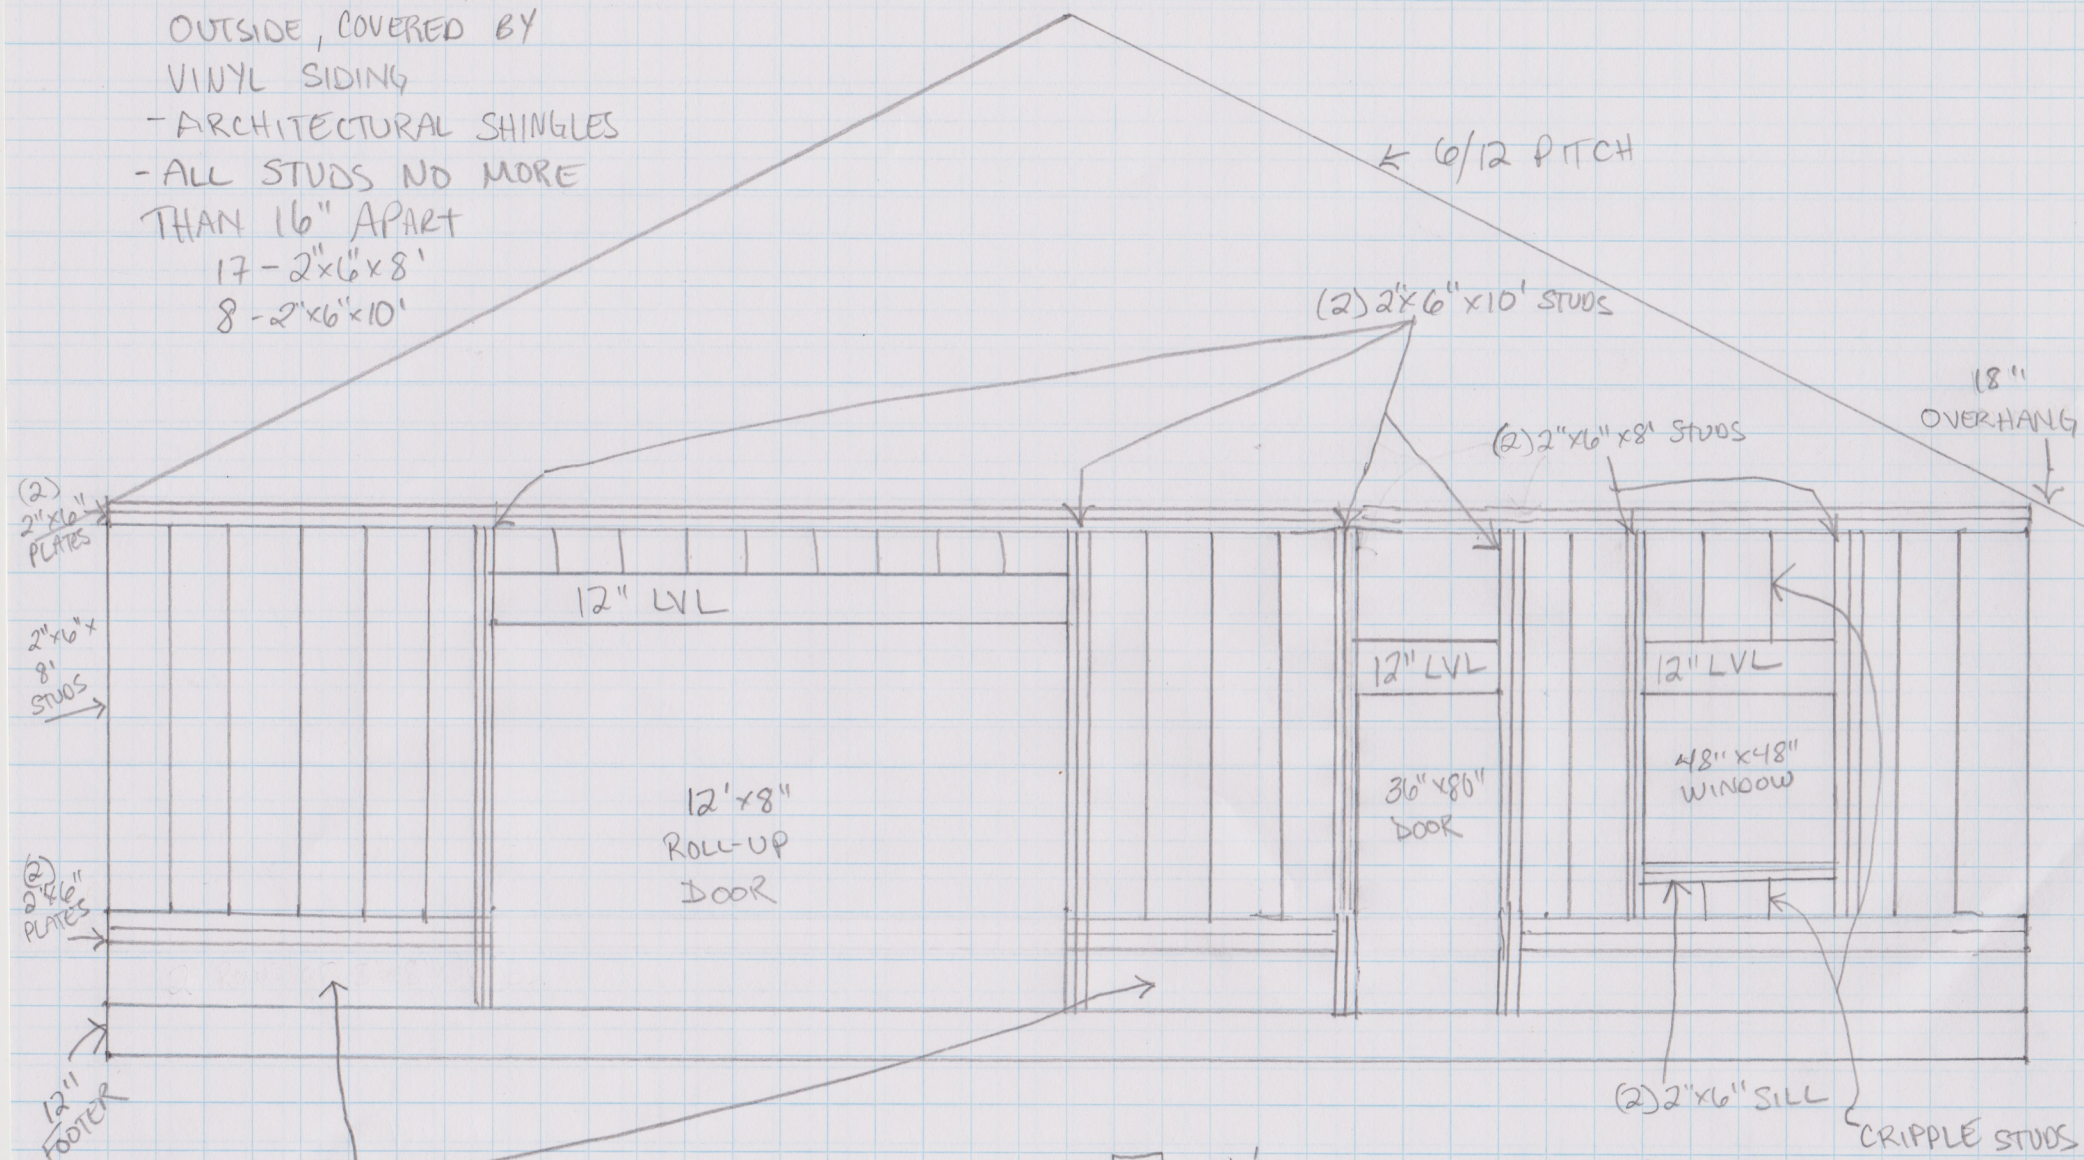 OUTSIDE, COVERED BY
VINYL SIDING
- ARCHITECTURAL SHINGLES
- ALL STUDS NO MORE
THAN 16" APART
17 - 2"x6"x8'
8 - 2"x6"x10'
← 6/12 PITCH
(2) 2"x6"x10' STUDS
18"
OVERHANG
(2) 2"x6"x8' STUDS
(2)
2"x6"
PLATES
12" LVL
2"x6"x
8'
STUDS
12" LVL
12" LVL
12'x8"
ROLL-UP
DOOR
36"x80"
DOOR
48"x48"
WINDOW
(2)
2"x6"
PLATES
12"
FOOTER
(2) 2"x6" SILL
CRIPPLE STUDS